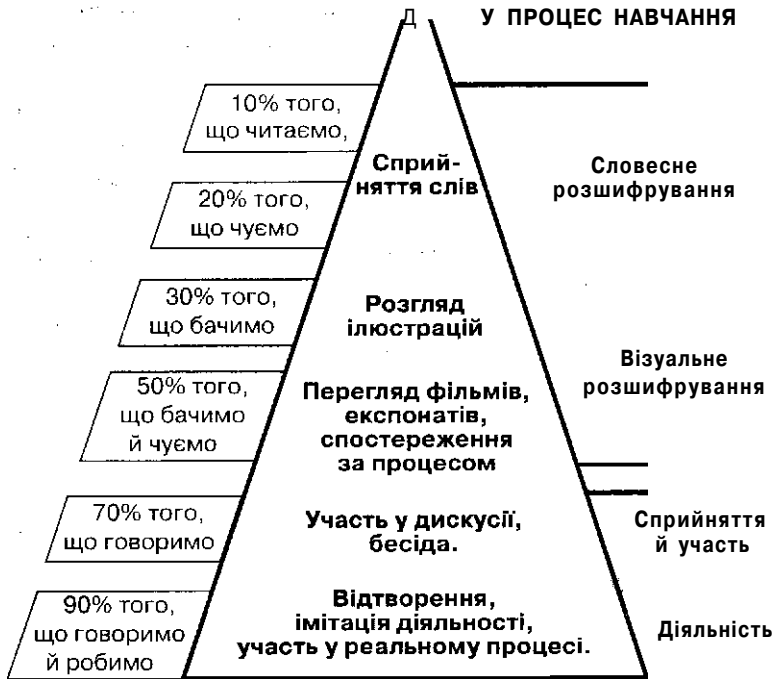 Д
У ПРОЦЕС НАВЧАННЯ
10% того,
що читаємо,
Сприй-
няття слів
Словесне
розшифрування
20% того,
що чуємо
30% того,
що бачимо
Розгляд
ілюстрацій
Візуальне
розшифрування
50% того,
що бачимо
й чуємо
Перегляд фільмів,
експонатів,
спостереження
за процесом
70% того,
що говоримо
Участь у дискусії,
бесіда.
Сприйняття
й участь
90% того,
що говоримо
й робимо
Відтворення,
імітація діяльності,
участь у реальному процесі.
Діяльність